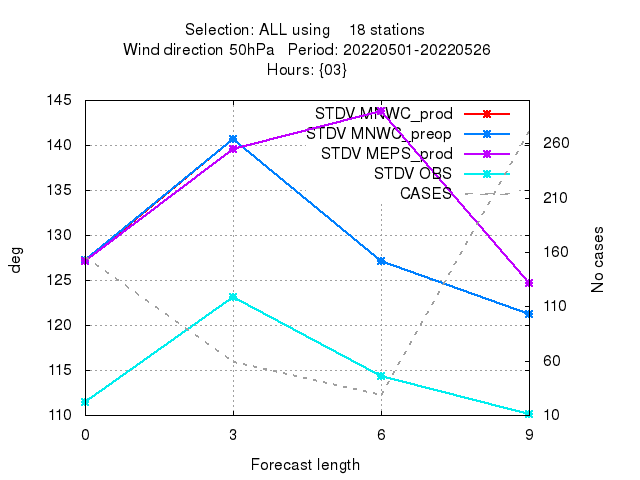 Selection: ALL using    18 stations
Wind direction 50hPa   Period: 20220501-20220526
Hours: {03}
145
140
135
130
125
120
115
110
deg
STDV MNWC_prod
STDV MNWC_preop
STDV MEPS_prod
STDV OBS
CASES
260
210
160
110
60
10
No cases
0
3
6
9
Forecast length